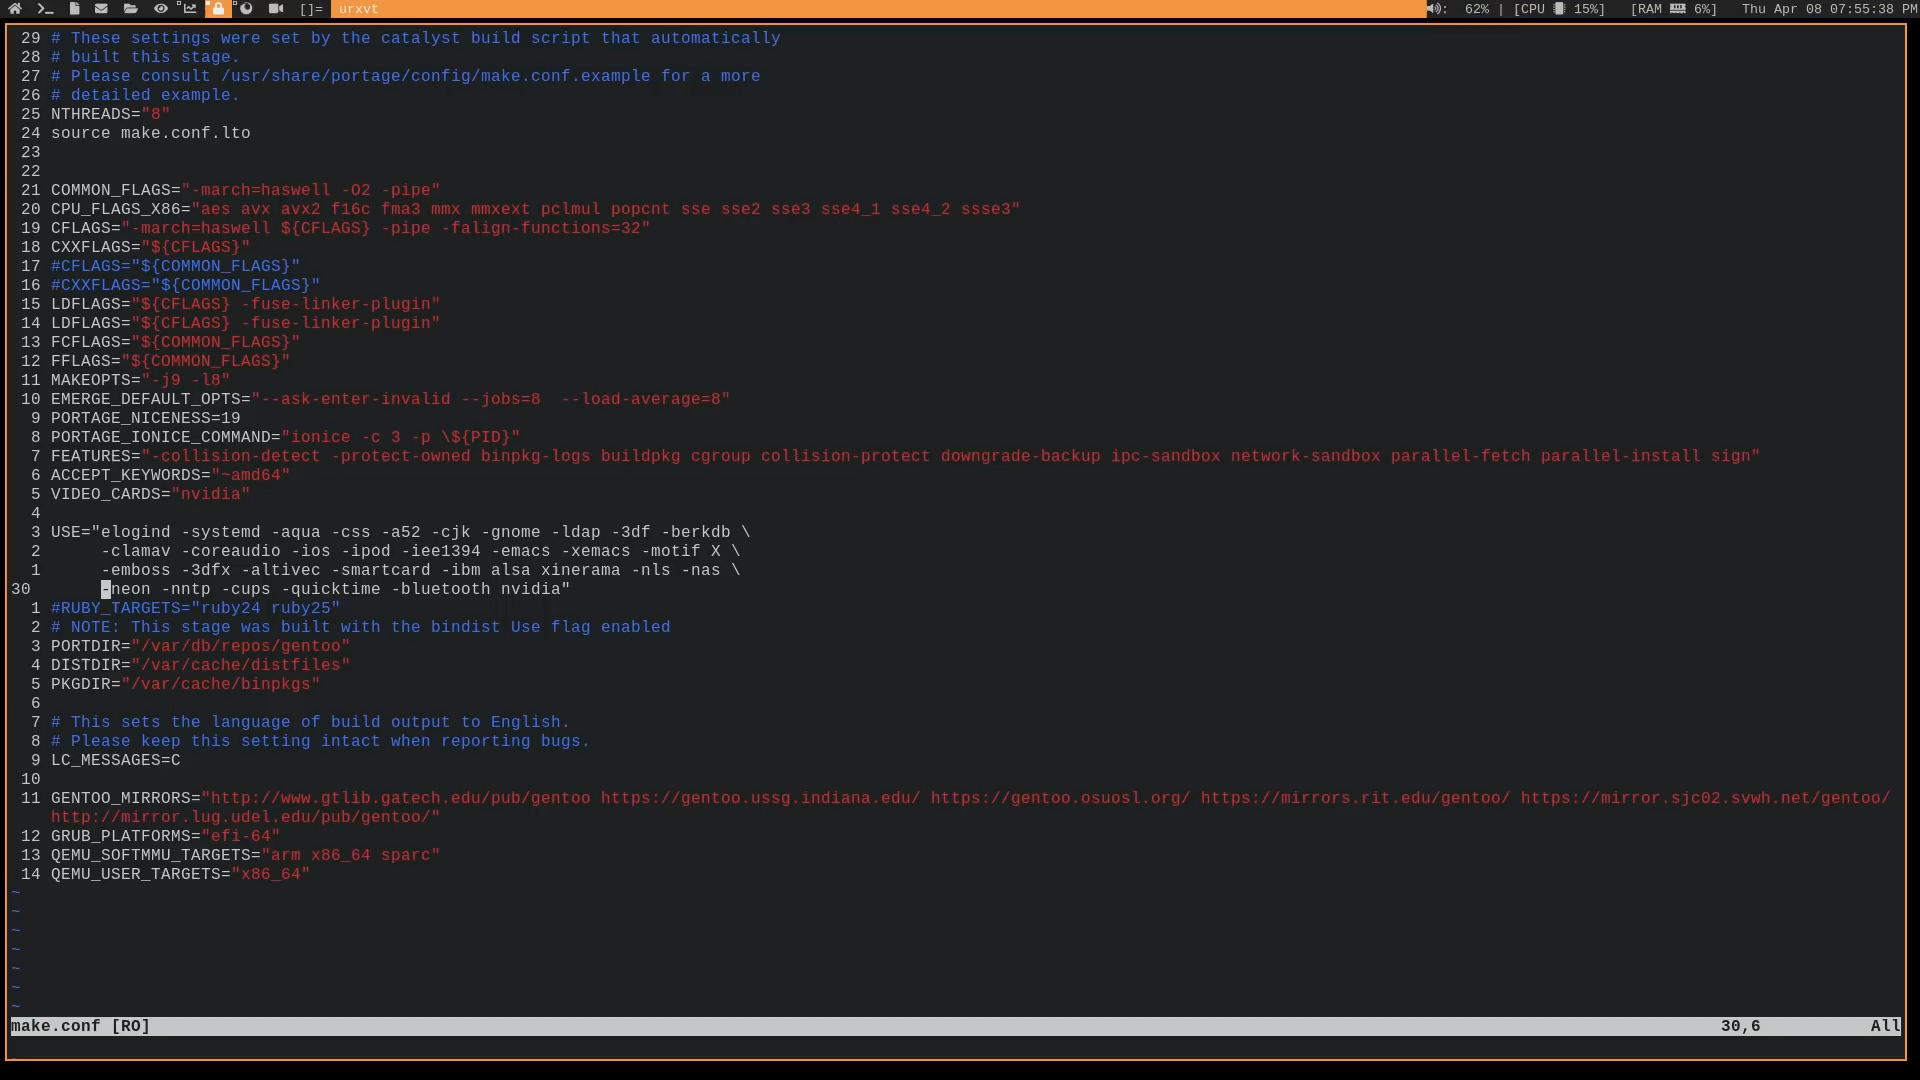 []= urxvt : 62% | [CPU 15%] [RAM 6%] Thu Apr 08 07:55:38 PM
29 # These settings were set by the catalyst build script that automatically
28 # built this stage.
27 # Please consult /usr/share/portage/config/make.conf.example for a more
26 # detailed example.
25 NTHREADS="8"
24 source make.conf.lto
23
22
21 COMMON_FLAGS="-march=haswell -O2 -pipe"
20 CPU_FLAGS_X86="aes avx avx2 f16c fma3 mmx mmxext pclmul popcnt sse sse2 sse3 sse4_1 sse4_2 ssse3"
19 CFLAGS="-march=haswell ${CFLAGS} -pipe -falign-functions=32"
18 CXXFLAGS="${CFLAGS}"
17 #CFLAGS="${COMMON_FLAGS}"
16 #CXXFLAGS="${COMMON_FLAGS}"
15 LDFLAGS="${CFLAGS} -fuse-linker-plugin"
14 LDFLAGS="${CFLAGS} -fuse-linker-plugin"
13 FCFLAGS="${COMMON_FLAGS}"
12 FFLAGS="${COMMON_FLAGS}"
11 MAKEOPTS="-j9 -l8"
10 EMERGE_DEFAULT_OPTS="--ask-enter-invalid --jobs=8  --load-average=8"
9 PORTAGE_NICENESS=19
8 PORTAGE_IONICE_COMMAND="ionice -c 3 -p \${PID}"
7 FEATURES="-collision-detect -protect-owned binpkg-logs buildpkg cgroup collision-protect downgrade-backup ipc-sandbox network-sandbox parallel-fetch parallel-install sign"
6 ACCEPT_KEYWORDS="~amd64"
5 VIDEO_CARDS="nvidia"
4
3 USE="elogind -systemd -aqua -css -a52 -cjk -gnome -ldap -3df -berkdb \
2 -clamav -coreaudio -ios -ipod -iee1394 -emacs -xemacs -motif X \
1 -emboss -3dfx -altivec -smartcard -ibm alsa xinerama -nls -nas \
30 -neon -nntp -cups -quicktime -bluetooth nvidia"
1 #RUBY_TARGETS="ruby24 ruby25"
2 # NOTE: This stage was built with the bindist Use flag enabled
3 PORTDIR="/var/db/repos/gentoo"
4 DISTDIR="/var/cache/distfiles"
5 PKGDIR="/var/cache/binpkgs"
6
7 # This sets the language of build output to English.
8 # Please keep this setting intact when reporting bugs.
9 LC_MESSAGES=C
10
11 GENTOO_MIRRORS="http://www.gtlib.gatech.edu/pub/gentoo https://gentoo.ussg.indiana.edu/ https://gentoo.osuosl.org/ https://mirrors.rit.edu/gentoo/ https://mirror.sjc02.svwh.net/gentoo/
http://mirror.lug.udel.edu/pub/gentoo/"
12 GRUB_PLATFORMS="efi-64"
13 QEMU_SOFTMMU_TARGETS="arm x86_64 sparc"
14 QEMU_USER_TARGETS="x86_64"
~
~
~
~
~
~
~
make.conf [RO] 30,6 All